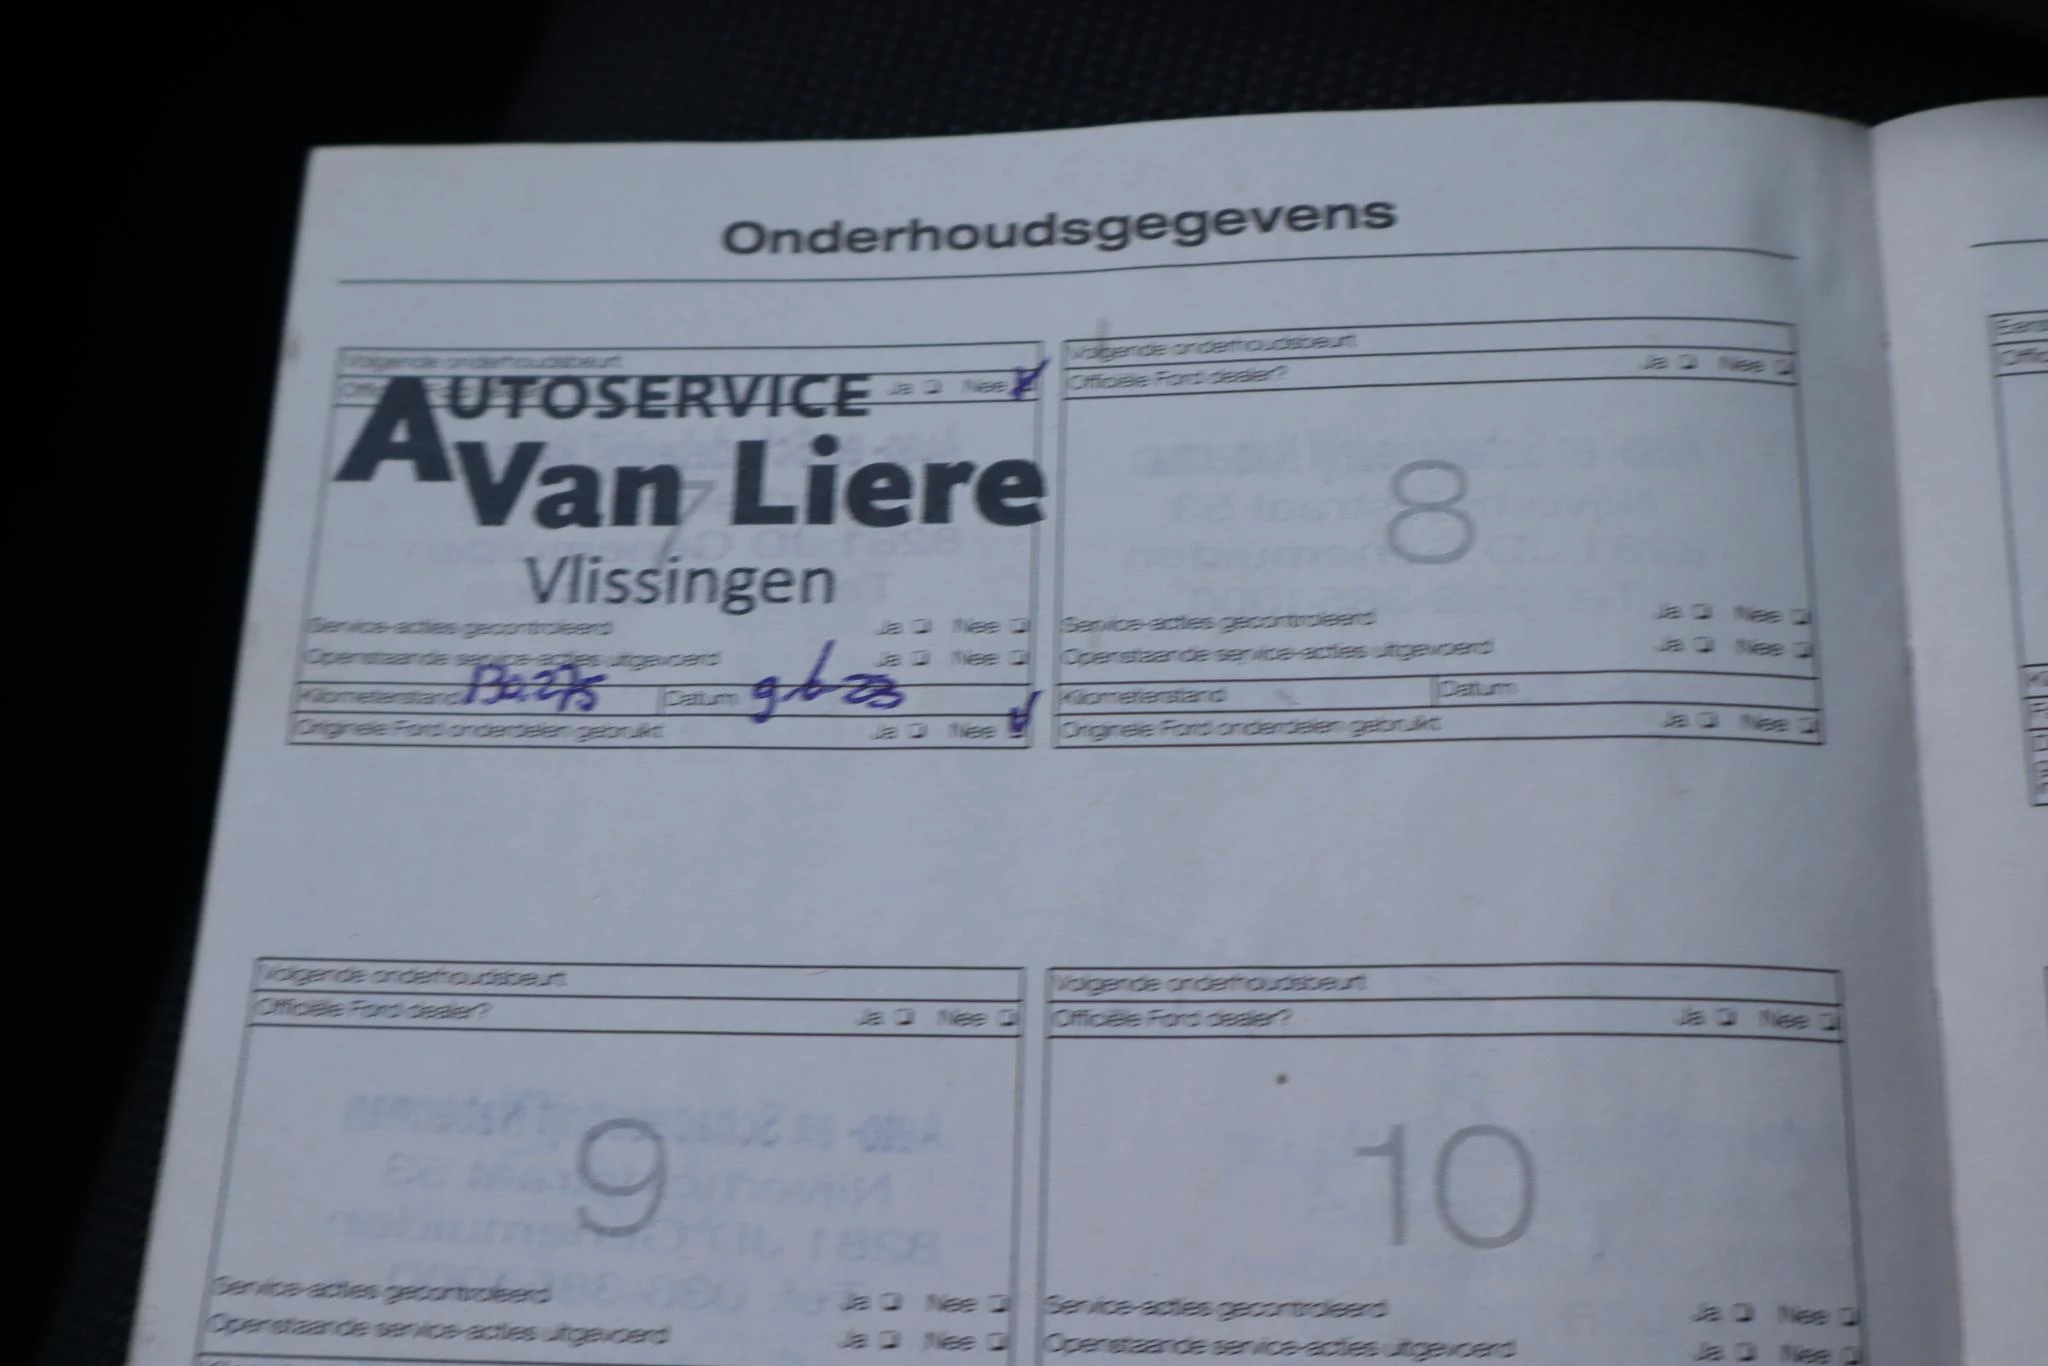 Onderhoudsgegevens
Volgende onderhoudsbeurt
Ja Nee
AUTOSERVICE
Van Liere
7
Vlissingen
Service-acties gecontroleerd Ja Nee
Openstaande service-acties uitgevoerd Ja Nee
Kilometerstand Datum
Originele Ford onderdelen gebruikt Ja Nee
Volgende onderhoudsbeurt
Officiële Ford dealer? Ja Nee
8
Service-acties gecontroleerd Ja Nee
Openstaande service-acties uitgevoerd Ja Nee
Kilometerstand Datum
Originele Ford onderdelen gebruikt Ja Nee
Volgende onderhoudsbeurt
Officiële Ford dealer? Ja Nee
9
Service-acties gecontroleerd Ja Nee
Openstaande service-acties uitgevoerd Ja Nee
Volgende onderhoudsbeurt
Officiële Ford dealer? Ja Nee
10
Service-acties gecontroleerd Ja Nee
Openstaande service-acties uitgevoerd Ja Nee